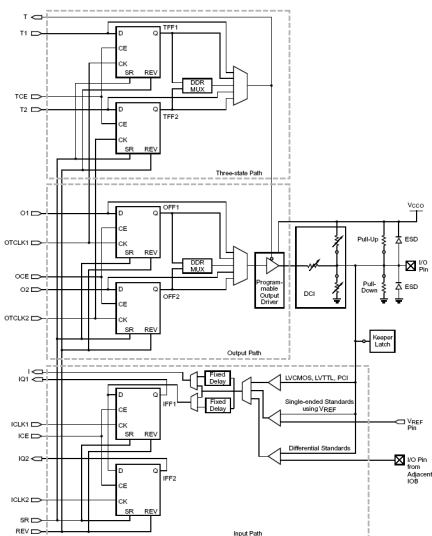 T
T1
D Q
TFF1
CE
CK
SR REV
DDR
MUX
TCE
T2
D Q
TFF2
CE
CK
SR REV
Three-state Path
O1
D Q
OFF1
CE
CK
SR REV
OTCLK1
DDR
MUX
OCE
O2
D Q
OFF2
CE
CK
SR REV
OTCLK2
Output Path
Program-
mable
Output
Driver
DCI
VCCO
Pull-Up
ESD
I/O
Pin
Pull-
Down
ESD
Keeper
Latch
I
IQ1
Fixed
Delay
Fixed
Delay
LVCMOS, LVTTL, PCI
Single-ended Standards
using VREF
VREF
Pin
Differential Standards
I/O Pin
from
Adjacent
IOB
D Q
IFF1
CE
CK
SR REV
ICLK1
ICE
IQ2
D Q
IFF2
CE
CK
SR REV
ICLK2
SR
REV
Input Path